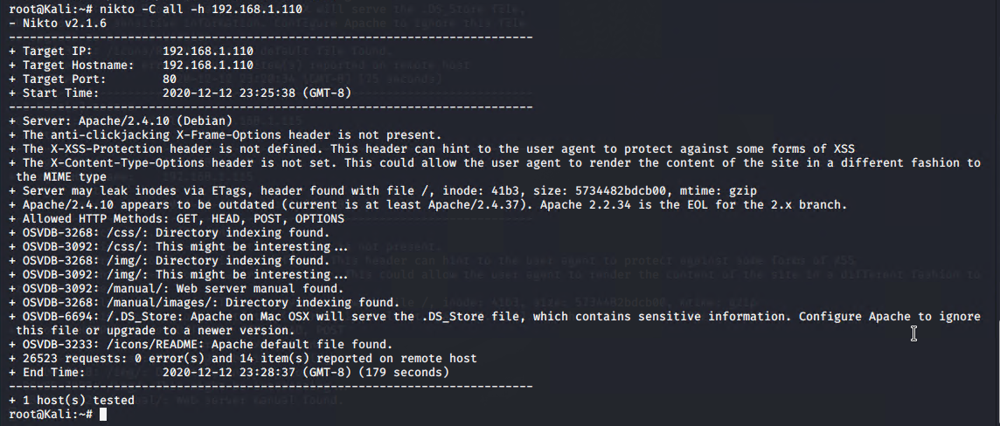 root@Kali:~# nikto -C all -h 192.168.1.110
- Nikto v2.1.6
---------------------------------------------------------------------------
+ Target IP:          192.168.1.110
+ Target Hostname:    192.168.1.110
+ Target Port:        80
+ Start Time:         2020-12-12 23:25:38 (GMT-8)
---------------------------------------------------------------------------
+ Server: Apache/2.4.10 (Debian)
+ The anti-clickjacking X-Frame-Options header is not present.
+ The X-XSS-Protection header is not defined. This header can hint to the user agent to protect against some forms of XSS
+ The X-Content-Type-Options header is not set. This could allow the user agent to render the content of the site in a different fashion to
the MIME type
+ Server may leak inodes via ETags, header found with file /, inode: 41b3, size: 5734482bdcb00, mtime: gzip
+ Apache/2.4.10 appears to be outdated (current is at least Apache/2.4.37). Apache 2.2.34 is the EOL for the 2.x branch.
+ Allowed HTTP Methods: GET, HEAD, POST, OPTIONS
+ OSVDB-3268: /css/: Directory indexing found.
+ OSVDB-3092: /css/: This might be interesting...
+ OSVDB-3268: /img/: Directory indexing found.
+ OSVDB-3092: /img/: This might be interesting...
+ OSVDB-3092: /manual/: Web server manual found.
+ OSVDB-3268: /manual/images/: Directory indexing found.
+ OSVDB-6694: /.DS_Store: Apache on Mac OSX will serve the .DS_Store file, which contains sensitive information. Configure Apache to ignore
this file or upgrade to a newer version.
+ OSVDB-3233: /icons/README: Apache default file found.
+ 26523 requests: 0 error(s) and 14 item(s) reported on remote host
+ End Time:           2020-12-12 23:28:37 (GMT-8) (179 seconds)
---------------------------------------------------------------------------
+ 1 host(s) tested
root@Kali:~#